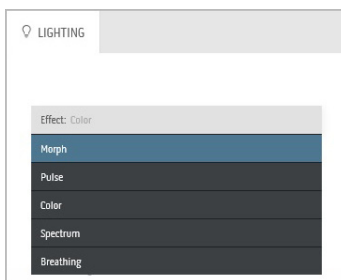 LIGHTING
Effect: Color
Morph
Pulse
Color
Spectrum
Breathing